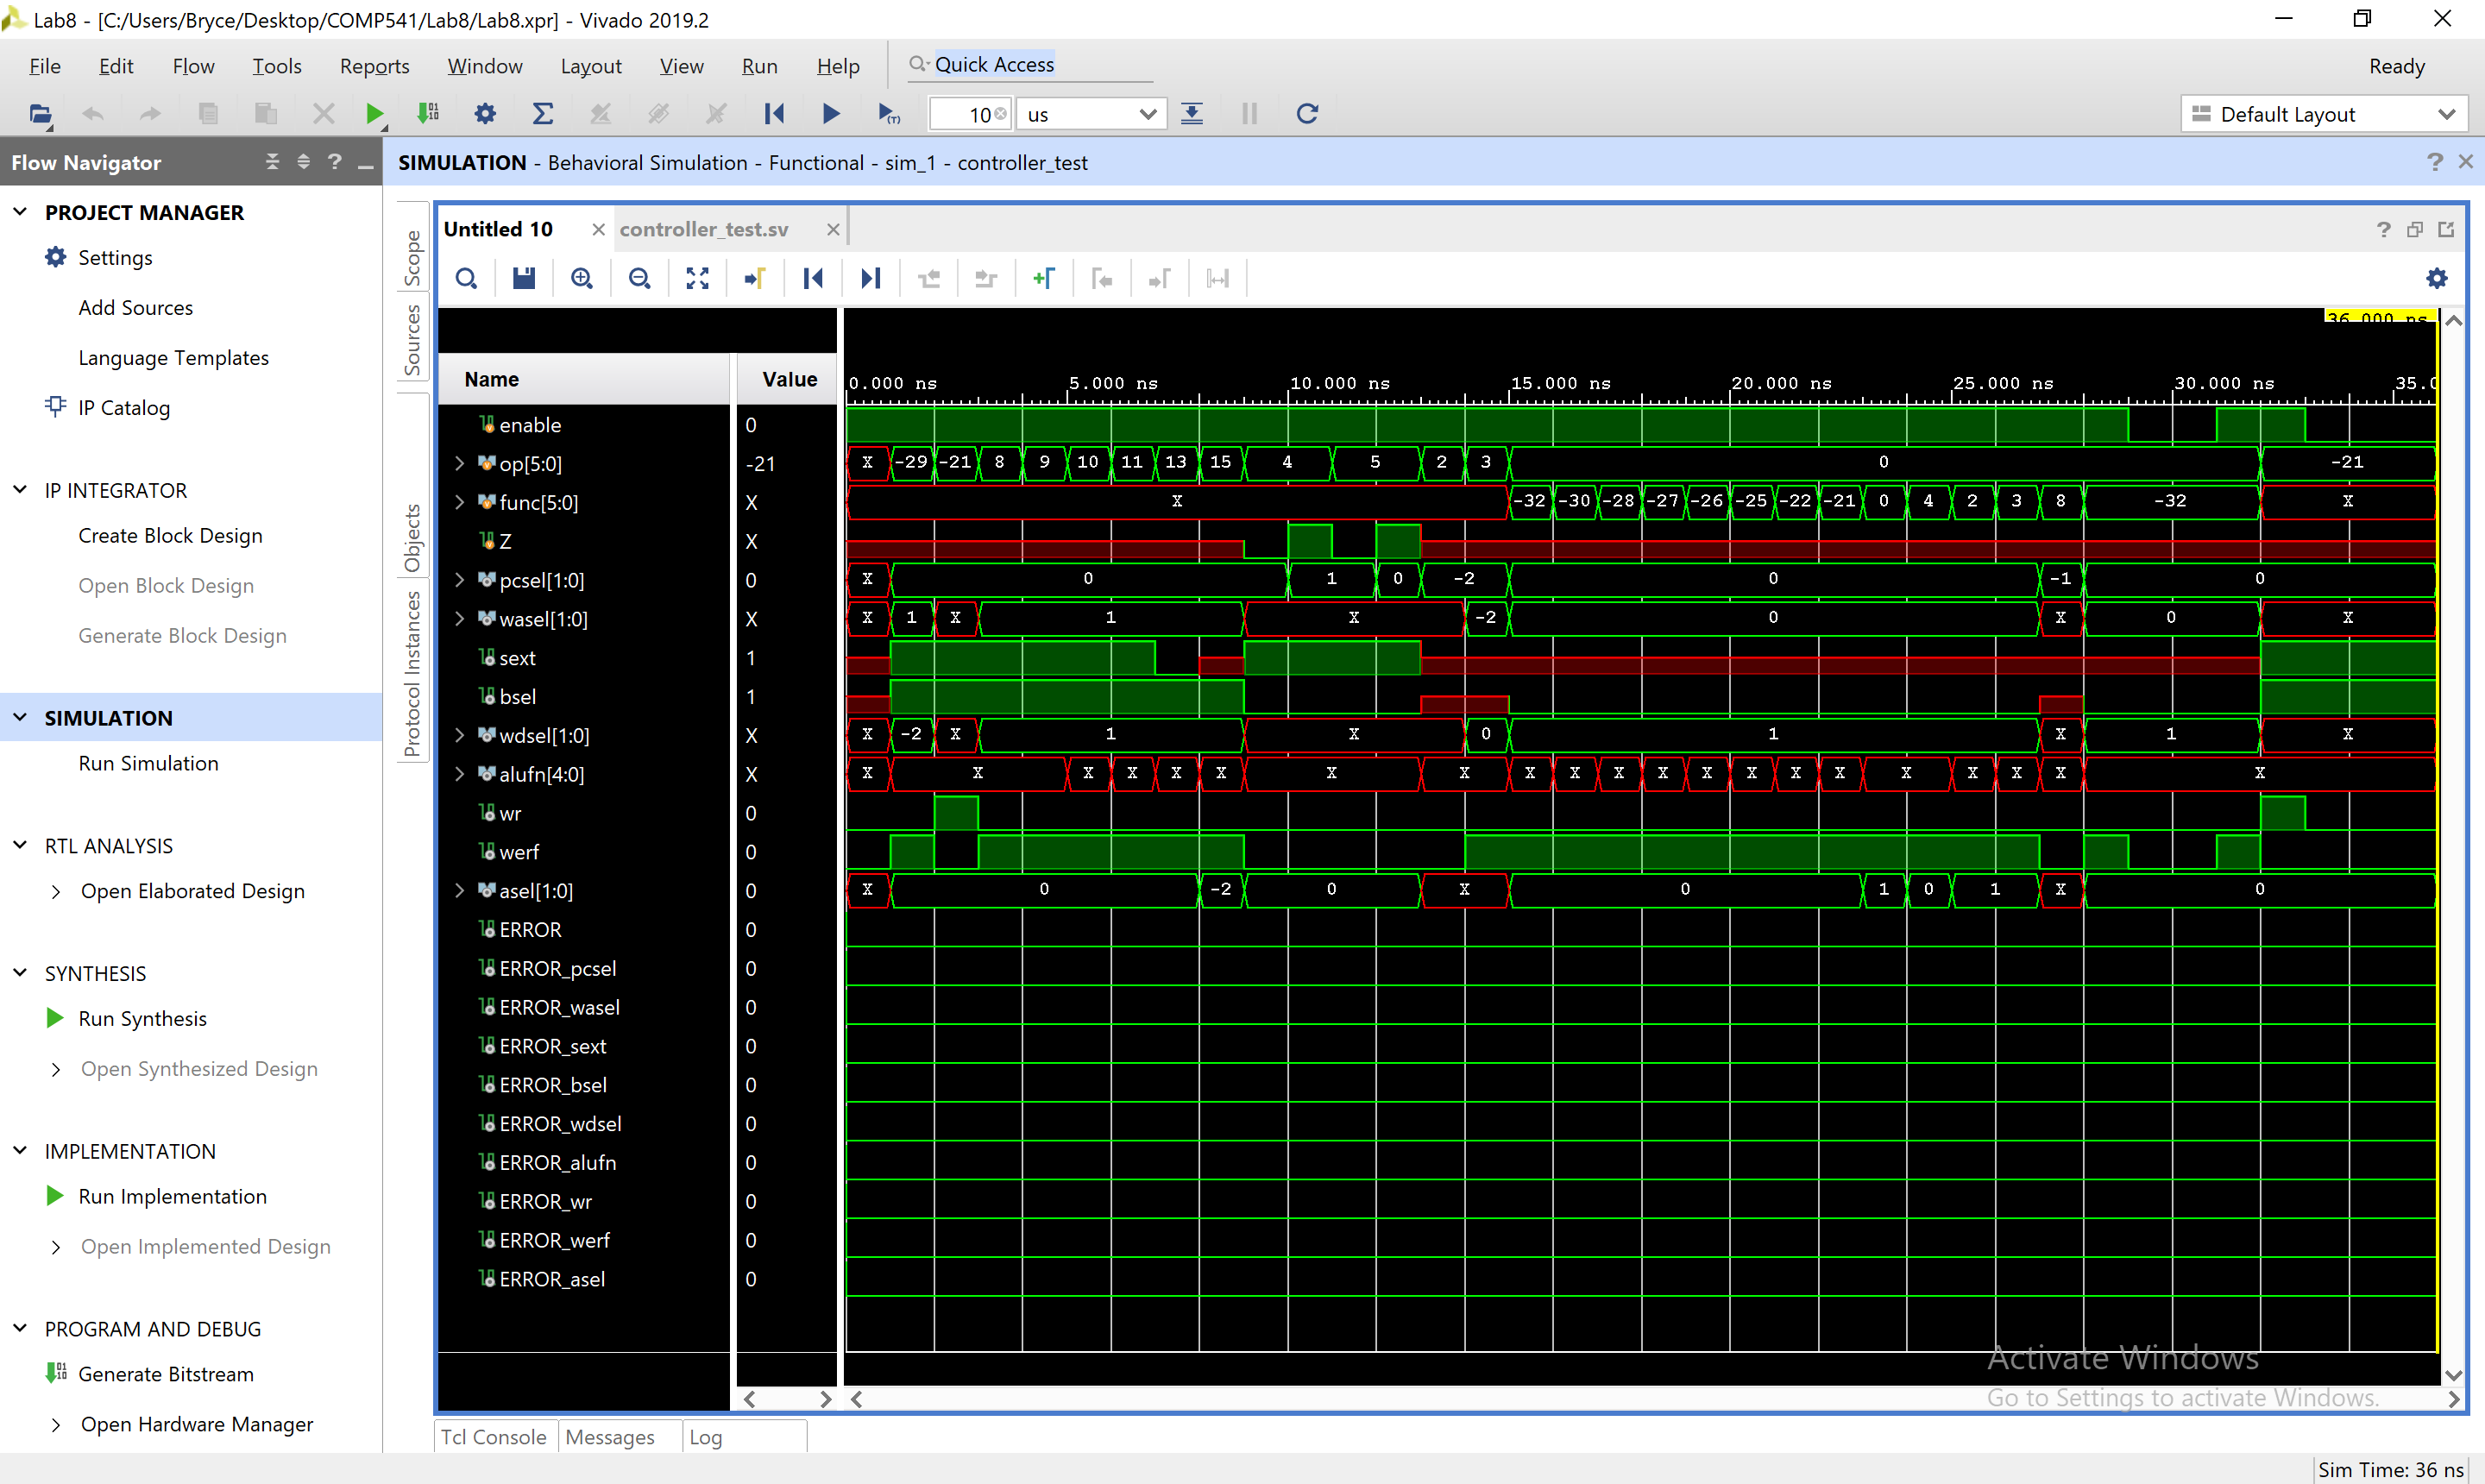 Lab8 - [C:/Users/Bryce/Desktop/COMP541/Lab8/Lab8.xpr] - Vivado 2019.2
File Edit Flow Tools Reports Window Layout View Run Help Quick Access Ready
10 us Default Layout
Flow Navigator
SIMULATION - Behavioral Simulation - Functional - sim_1 - controller_test
PROJECT MANAGER
Settings
Add Sources
Language Templates
IP Catalog
IP INTEGRATOR
Create Block Design
Open Block Design
Generate Block Design
SIMULATION
Run Simulation
RTL ANALYSIS
Open Elaborated Design
SYNTHESIS
Run Synthesis
Open Synthesized Design
IMPLEMENTATION
Run Implementation
Open Implemented Design
PROGRAM AND DEBUG
Generate Bitstream
Open Hardware Manager
Scope
Sources
Objects
Protocol Instances
Untitled 10 controller_test.sv
36.000 ns
Name Value 0.000 ns 5.000 ns 10.000 ns 15.000 ns 20.000 ns 25.000 ns 30.000 ns 35.0
enable 0
op[5:0] -21 X -29 -21 8 9 10 11 13 15 4 5 2 3 0 -21
func[5:0] X X -32 -30 -28 -27 -26 -25 -22 -21 0 4 2 3 8 -32 X
Z X
pcsel[1:0] 0 X 0 1 0 -2 0 -1 0
wasel[1:0] X X 1 X 1 X -2 0 X 0 X
sext 1
bsel 1
wdsel[1:0] X X -2 X 1 X 0 1 X 1 X
alufn[4:0] X X X X X X X X X X X X X X X X X X X X X X X
wr 0
werf 0
asel[1:0] 0 X 0 -2 0 X 0 1 0 1 X 0
ERROR 0
ERROR_pcsel 0
ERROR_wasel 0
ERROR_sext 0
ERROR_bsel 0
ERROR_wdsel 0
ERROR_alufn 0
ERROR_wr 0
ERROR_werf 0
ERROR_asel 0
Activate Windows
Go to Settings to activate Windows.
Tcl Console Messages Log
Sim Time: 36 ns